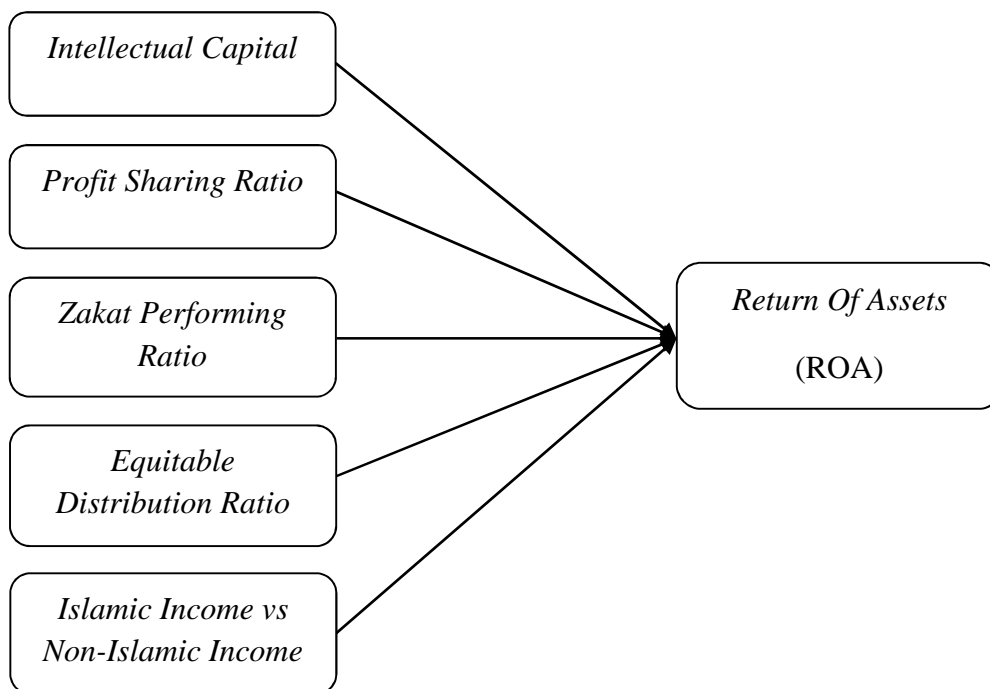 Intellectual Capital
Profit Sharing Ratio
Zakat Performing
Ratio
Equitable
Distribution Ratio
Islamic Income vs
Non-Islamic Income
Return Of Assets
(ROA)